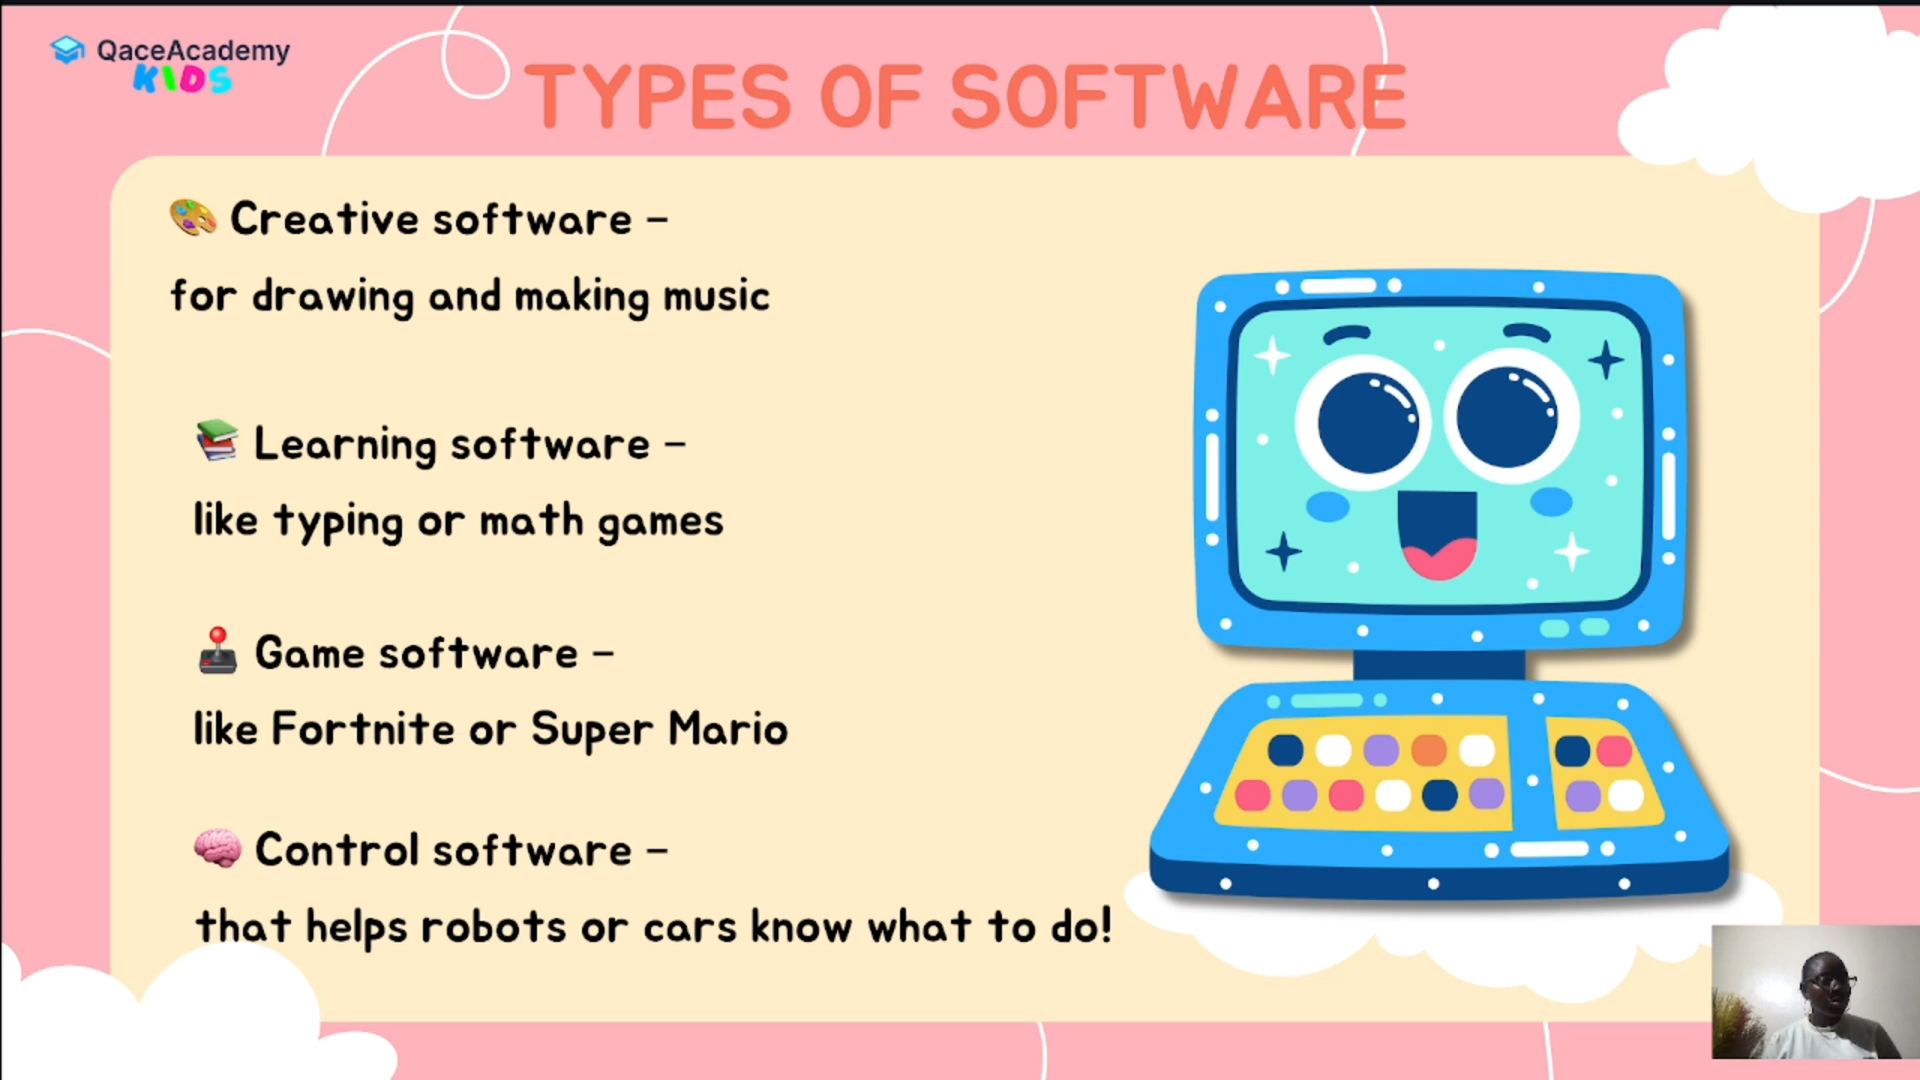 QaceAcademy
KIDS
TYPES OF SOFTWARE
Creative software –
for drawing and making music
Learning software –
like typing or math games
Game software –
like Fortnite or Super Mario
Control software –
that helps robots or cars know what to do!